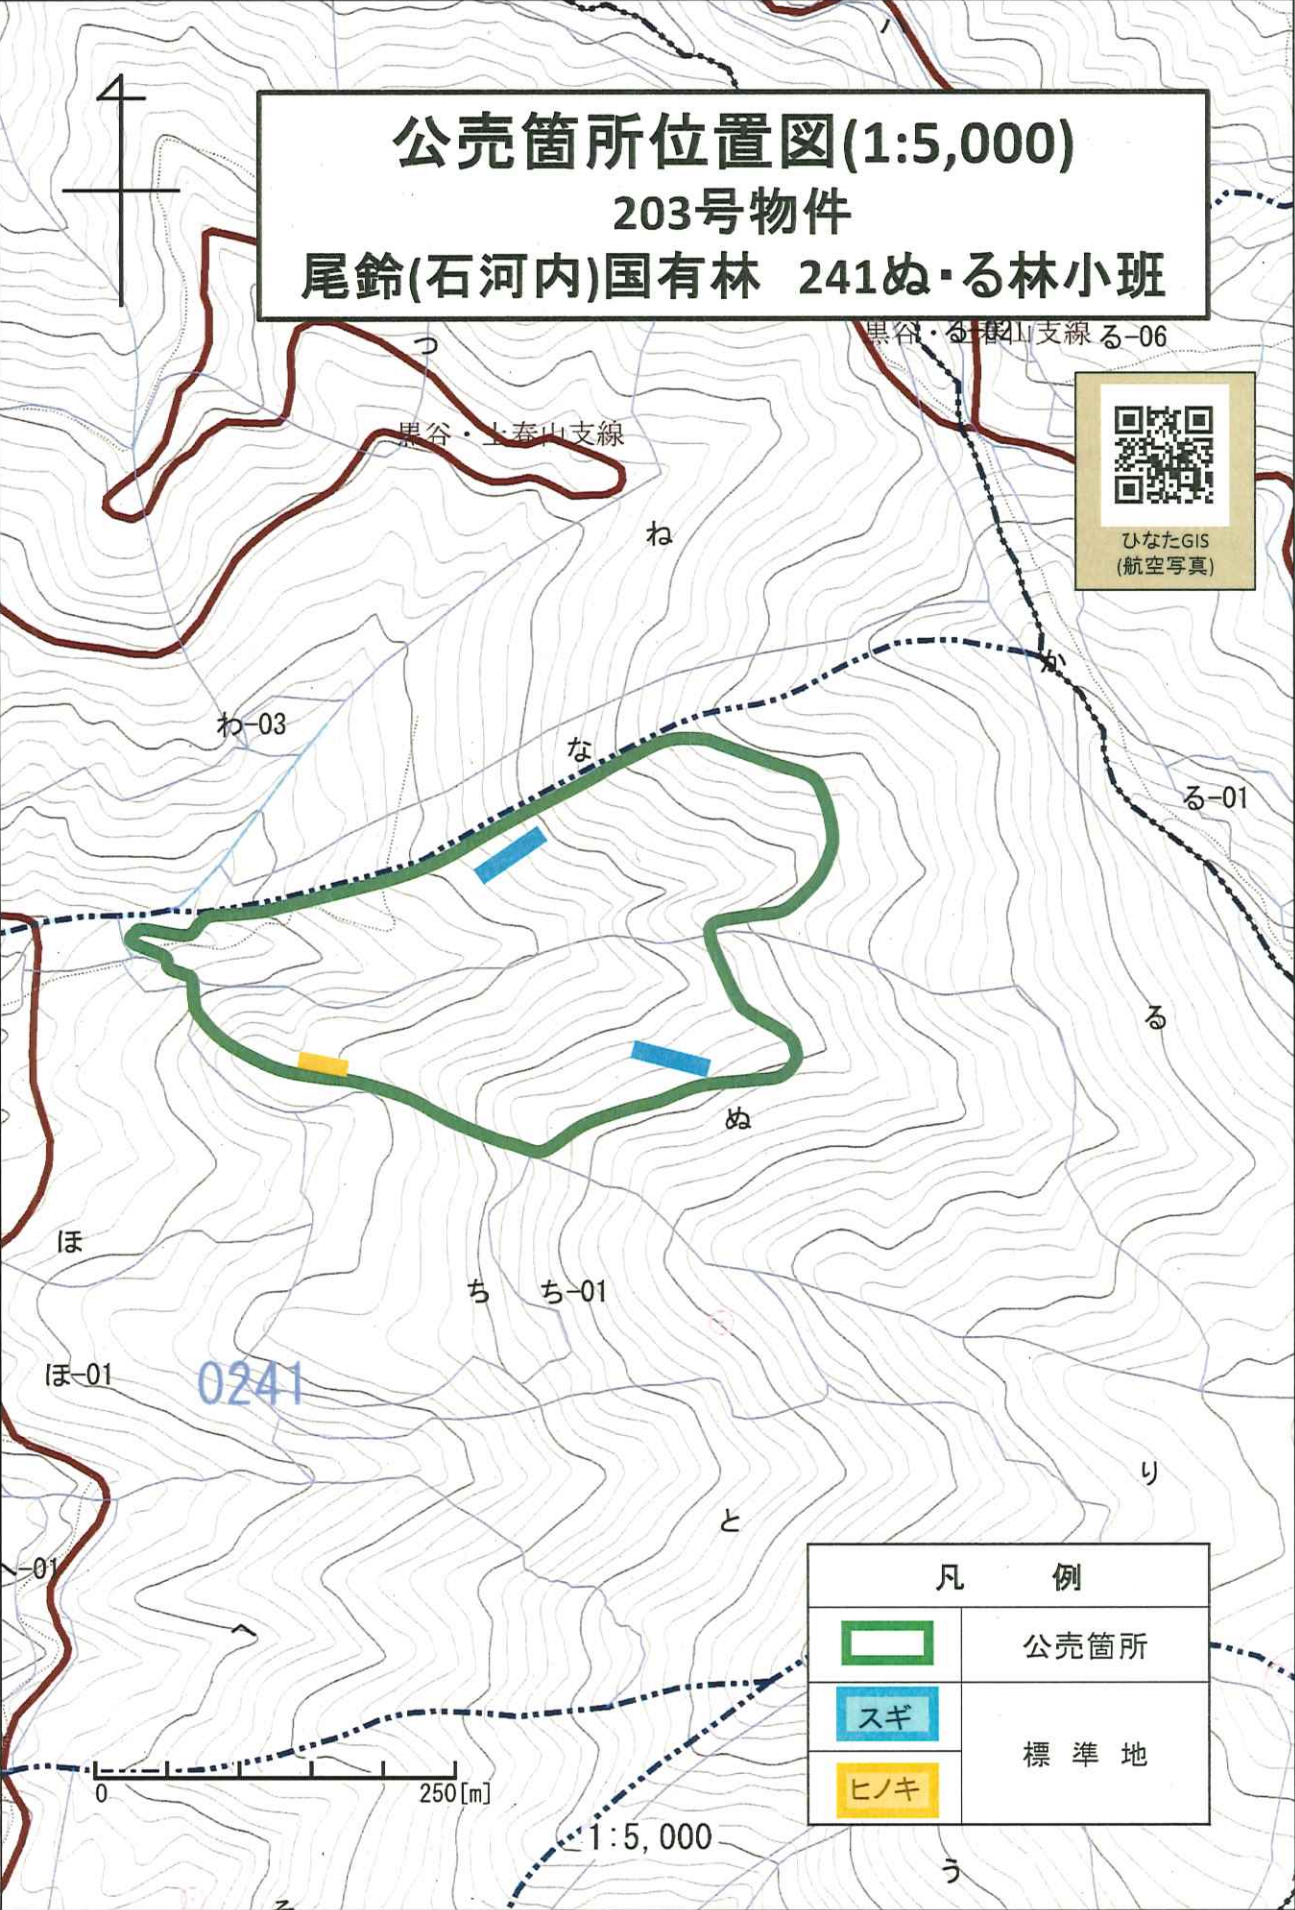 公売箇所位置図(1:5,000)
203号物件
尾鈴(石河内)国有林 241ぬ・る林小班
る-06
つ
黒谷・上春山支線
ひなたGIS
(航空写真)
ね
か
わ-03
な
る-01
る
ぬ
ほ
ち ち-01
ほ-01
0241
り
と
へ-01
へ
凡 例
公売箇所
スギ
標準地
ヒノキ
0 250[m]
1:5,000
う